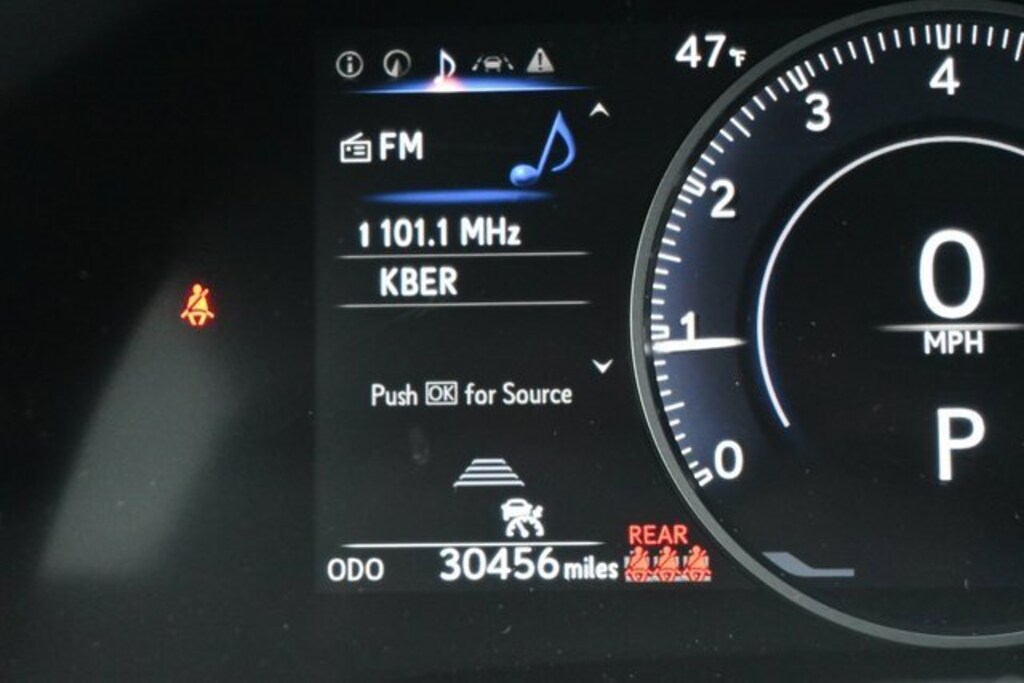 47°F
FM
1 101.1 MHz
KBER
Push OK for Source
ODO 30456 miles
REAR
0
1
2
3
4
0
MPH
P